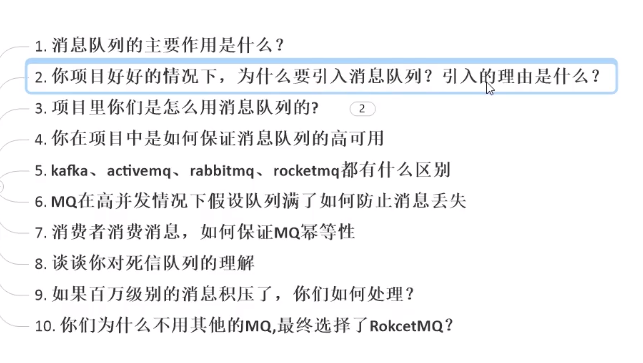 1. 消息队列的主要作用是什么？
2. 你项目好好的情况下，为什么要引入消息队列？引入的理由是什么？
3. 项目里你们是怎么用消息队列的? 2
4. 你在项目中是如何保证消息队列的高可用
5. kafka、activemq、rabbitmq、rocketmq都有什么区别
6. MQ在高并发情况下假设队列满了如何防止消息丢失
7. 消费者消费消息，如何保证MQ幂等性
8. 谈谈你对死信队列的理解
9. 如果百万级别的消息积压了，你们如何处理？
10. 你们为什么不用其他的MQ,最终选择了RokcetMQ？